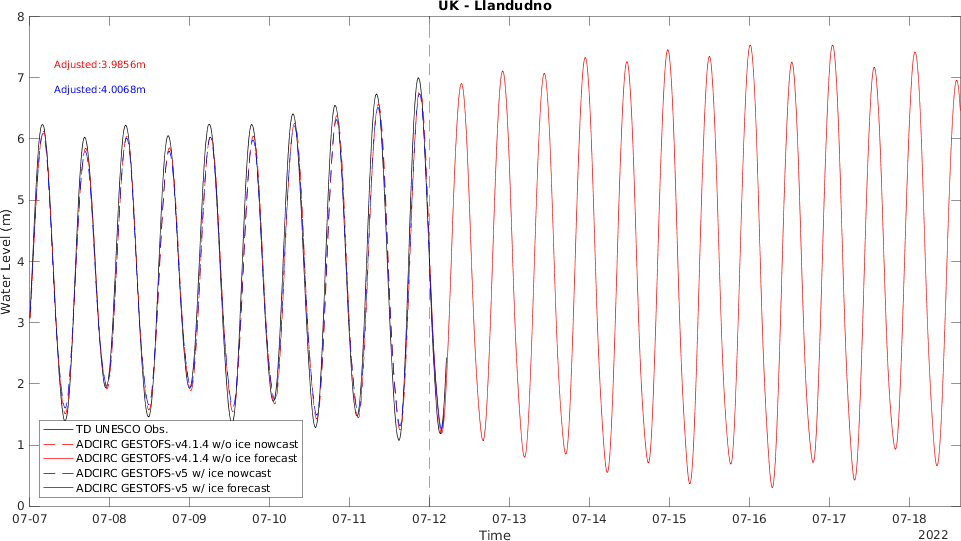 UK - Llandudno
8
7
6
5
4
3
2
1
0
Water Level (m)
Adjusted:3.9856m
Adjusted:4.0068m
TD UNESCO Obs.
ADCIRC GESTOFS-v4.1.4 w/o ice nowcast
ADCIRC GESTOFS-v4.1.4 w/o ice forecast
ADCIRC GESTOFS-v5 w/ ice nowcast
ADCIRC GESTOFS-v5 w/ ice forecast
07-07 07-08 07-09 07-10 07-11 07-12 07-13 07-14 07-15 07-16 07-17 07-18
Time
2022